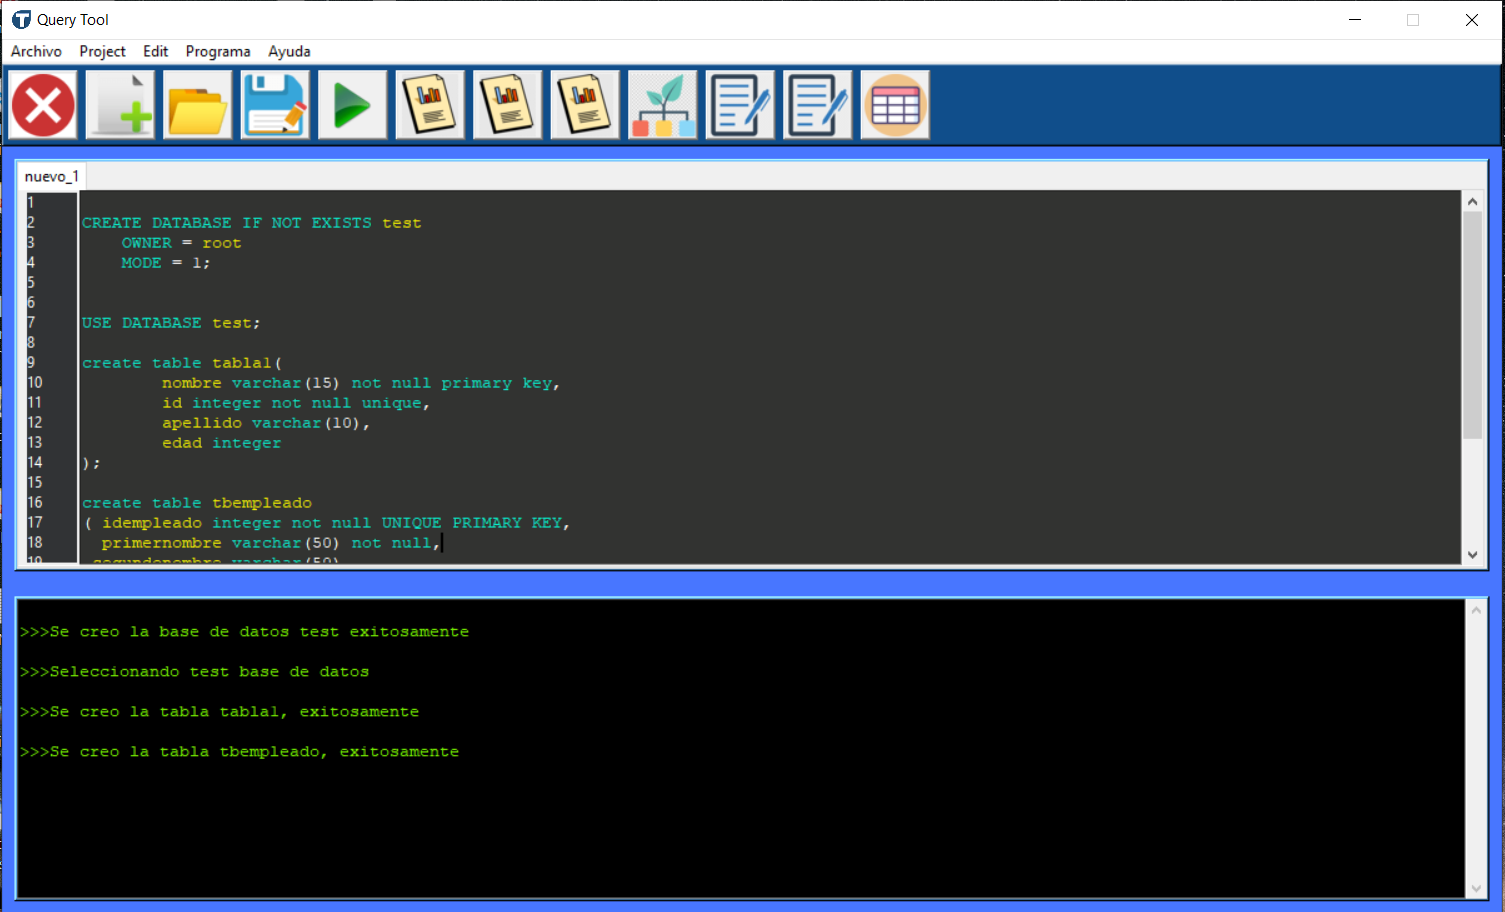 Query Tool
Archivo Project Edit Programa Ayuda
nuevo_1
1
2 CREATE DATABASE IF NOT EXISTS test
3 OWNER = root
4 MODE = 1;
5
6
7 USE DATABASE test;
8
9 create table tabla1(
10 nombre varchar(15) not null primary key,
11 id integer not null unique,
12 apellido varchar(10),
13 edad integer
14 );
15
16 create table tbempleado
17 ( idempleado integer not null UNIQUE PRIMARY KEY,
18 primernombre varchar(50) not null,
19 segundonombre varchar(50)
>>>Se creo la base de datos test exitosamente
>>>Seleccionando test base de datos
>>>Se creo la tabla tabla1, exitosamente
>>>Se creo la tabla tbempleado, exitosamente